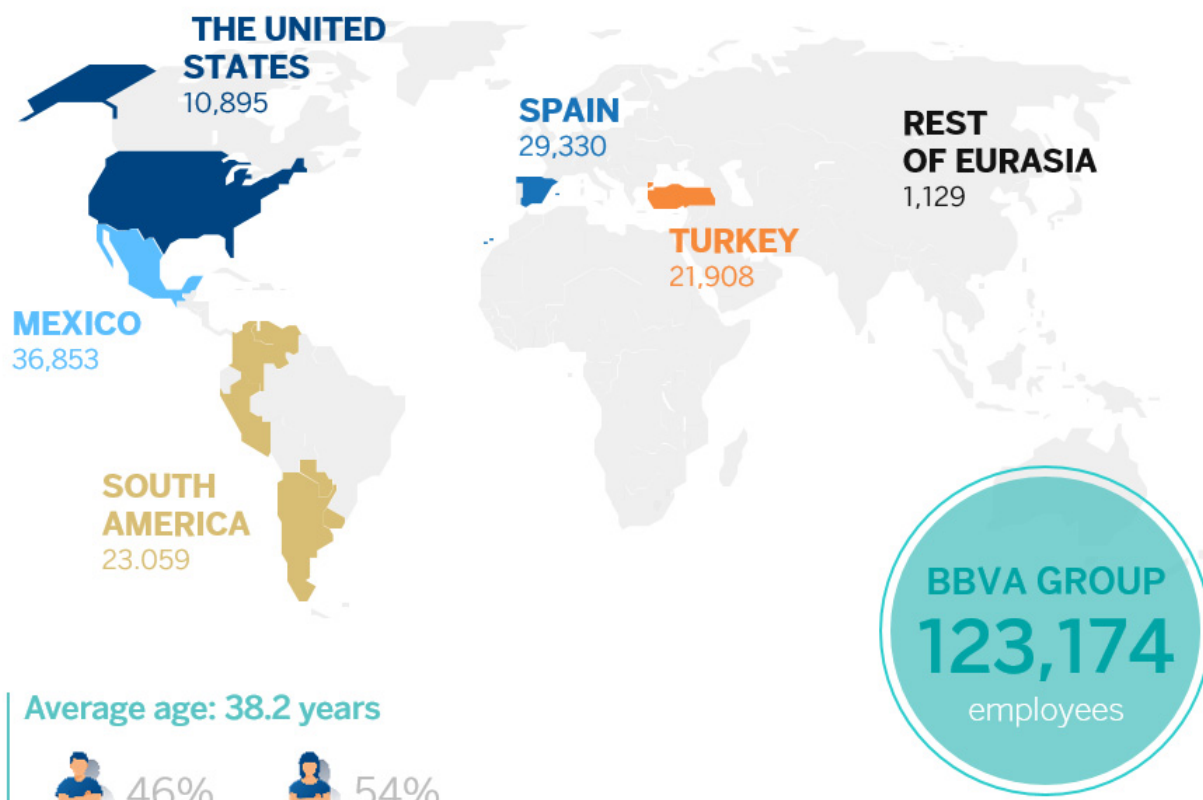 THE UNITED
STATES
10,895
SPAIN
29,330
REST
OF EURASIA
1,129
TURKEY
21,908
MEXICO
36,853
SOUTH
AMERICA
23.059
BBVA GROUP
123,174
employees
Average age: 38.2 years
46%
54%